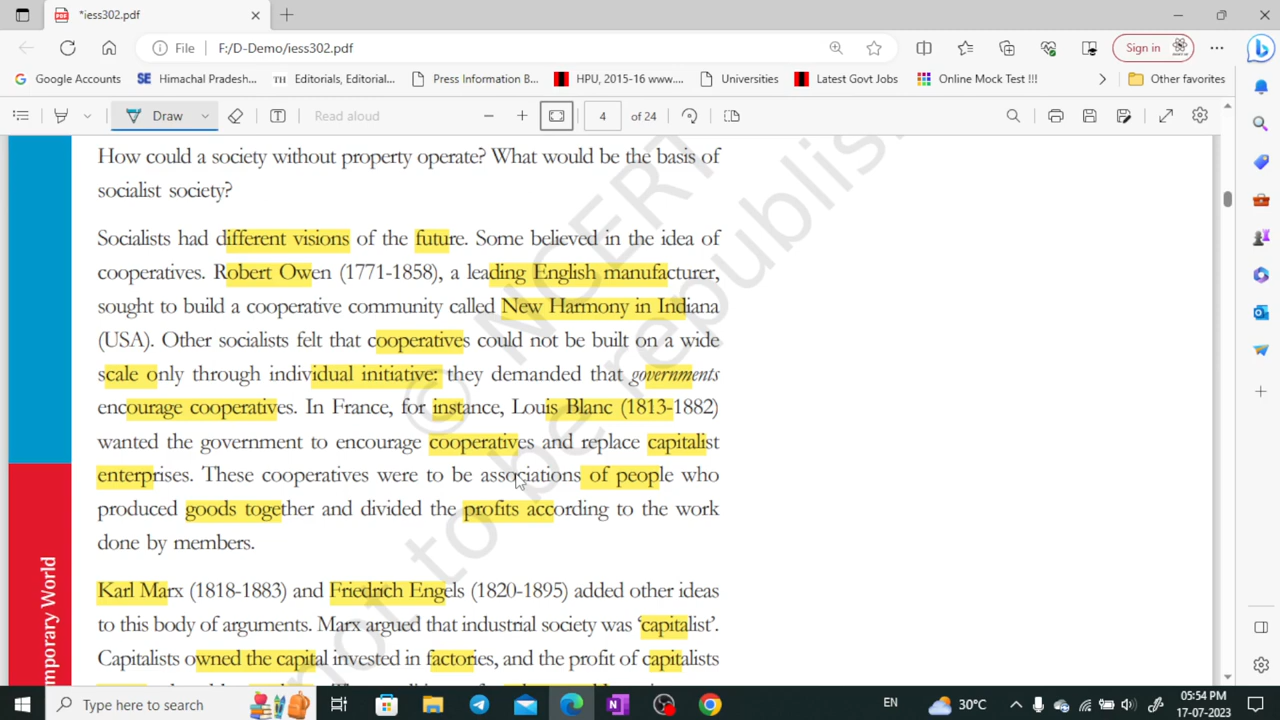 *iess302.pdf
File F:/D-Demo/iess302.pdf Sign in
Google Accounts SE Himachal Pradesh... TH Editorials, Editorial... Press Information B... HPU, 2015-16 www.... Universities Latest Govt Jobs Online Mock Test !!! Other favorites
Draw Read aloud 4 of 24
How could a society without property operate? What would be the basis of
socialist society?
Socialists had different visions of the future. Some believed in the idea of
cooperatives. Robert Owen (1771-1858), a leading English manufacturer,
sought to build a cooperative community called New Harmony in Indiana
(USA). Other socialists felt that cooperatives could not be built on a wide
scale only through individual initiative: they demanded that governments
encourage cooperatives. In France, for instance, Louis Blanc (1813-1882)
wanted the government to encourage cooperatives and replace capitalist
enterprises. These cooperatives were to be associations of people who
produced goods together and divided the profits according to the work
done by members.
Karl Marx (1818-1883) and Friedrich Engels (1820-1895) added other ideas
to this body of arguments. Marx argued that industrial society was ‘capitalist’.
Capitalists owned the capital invested in factories, and the profit of capitalists
mporary World
© NCERT
not to be republis
Type here to search EN 30°C 05:54 PM
17-07-2023